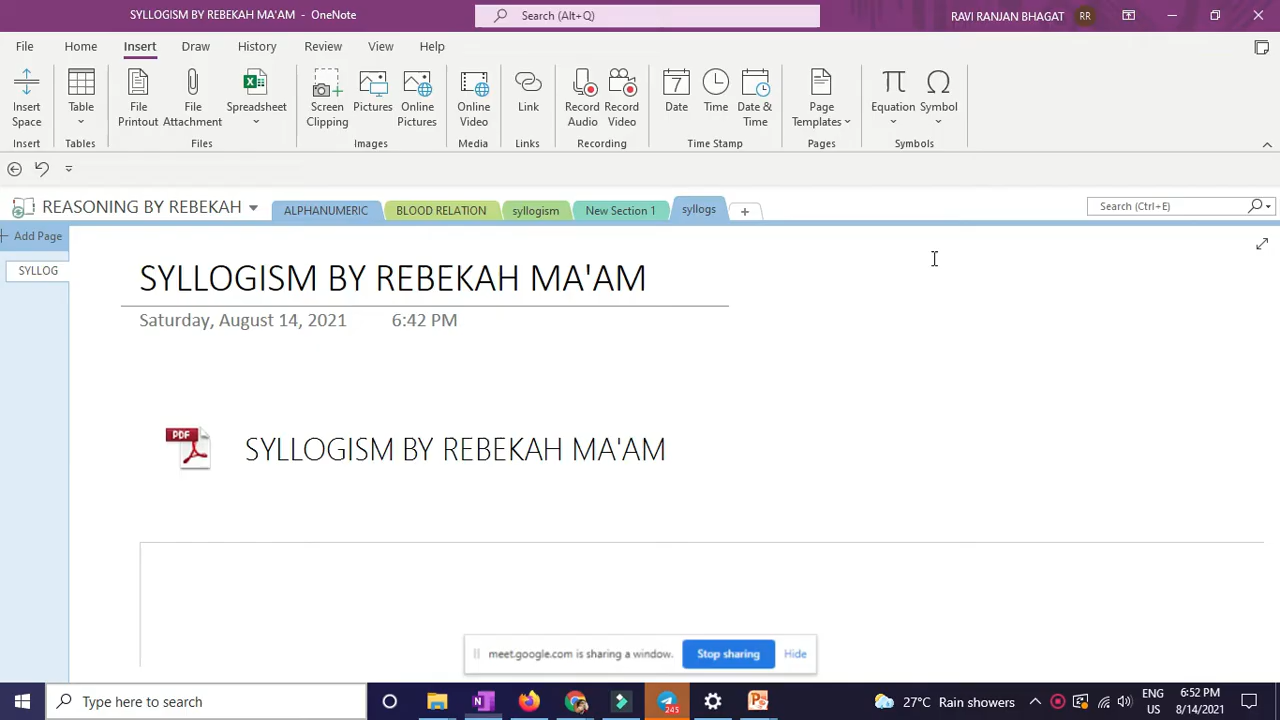 SYLLOGISM BY REBEKAH MA'AM - OneNote
Search (Alt+Q)
RAVI RANJAN BHAGAT RR
File Home Insert Draw History Review View Help
Insert Space
Table
File Printout
File Attachment
Spreadsheet
Screen Clipping
Pictures
Online Pictures
Online Video
Link
Record Audio
Record Video
Date
Time
Date & Time
Page Templates
Equation
Symbol
Insert Tables Files Images Media Links Recording Time Stamp Pages Symbols
REASONING BY REBEKAH ALPHANUMERIC BLOOD RELATION syllogism New Section 1 syllogs + Search (Ctrl+E)
+ Add Page
SYLLOG
SYLLOGISM BY REBEKAH MA'AM
Saturday, August 14, 2021 6:42 PM
PDF SYLLOGISM BY REBEKAH MA'AM
meet.google.com is sharing a window. Stop sharing Hide
Type here to search
245
27°C Rain showers
ENG US
6:52 PM
8/14/2021